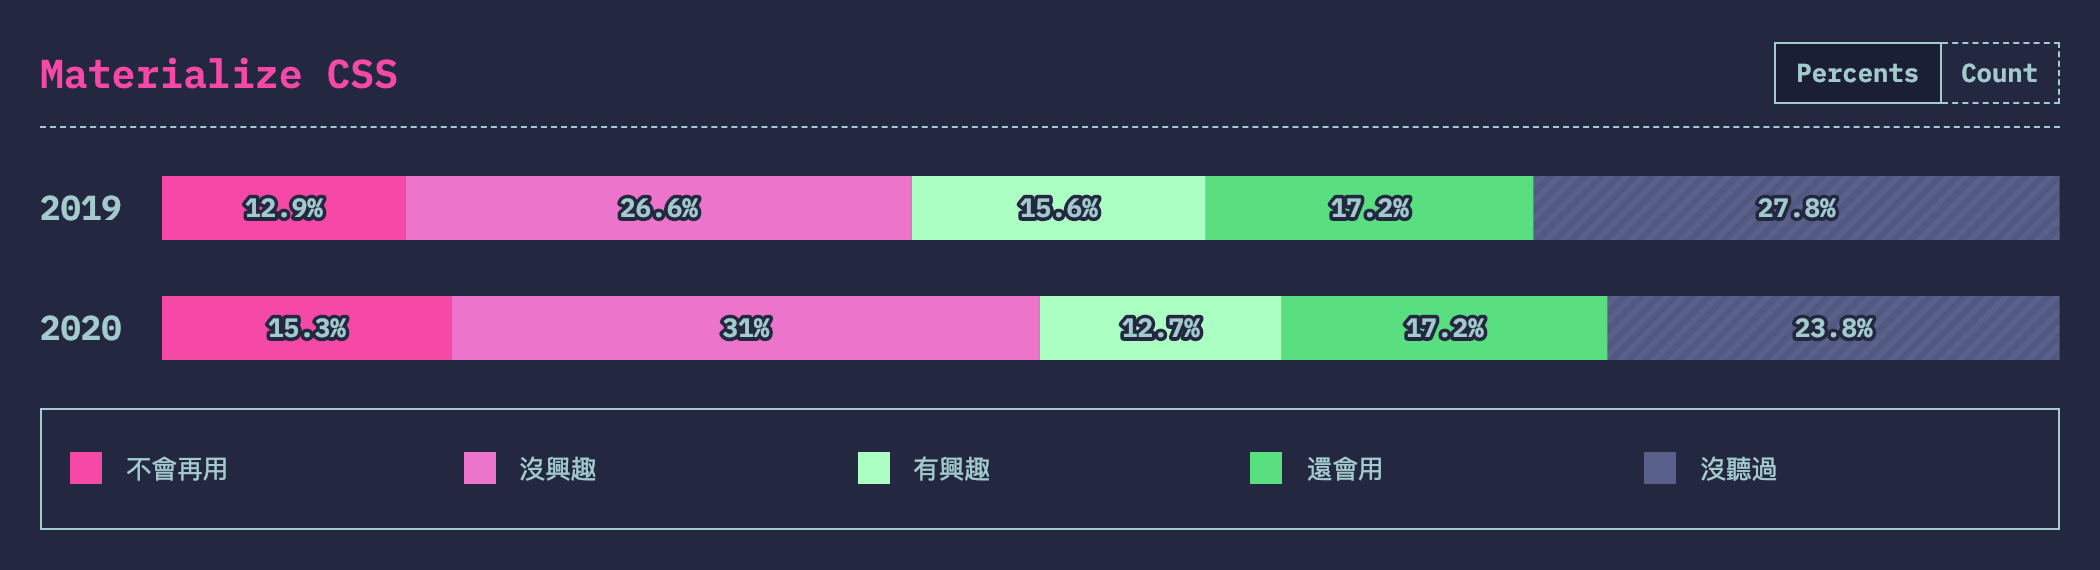 Materialize CSS
Percents Count
2019 12.9% 26.6% 15.6% 17.2% 27.8%
2020 15.3% 31% 12.7% 17.2% 23.8%
不會再用 沒興趣 有興趣 還會用 沒聽過